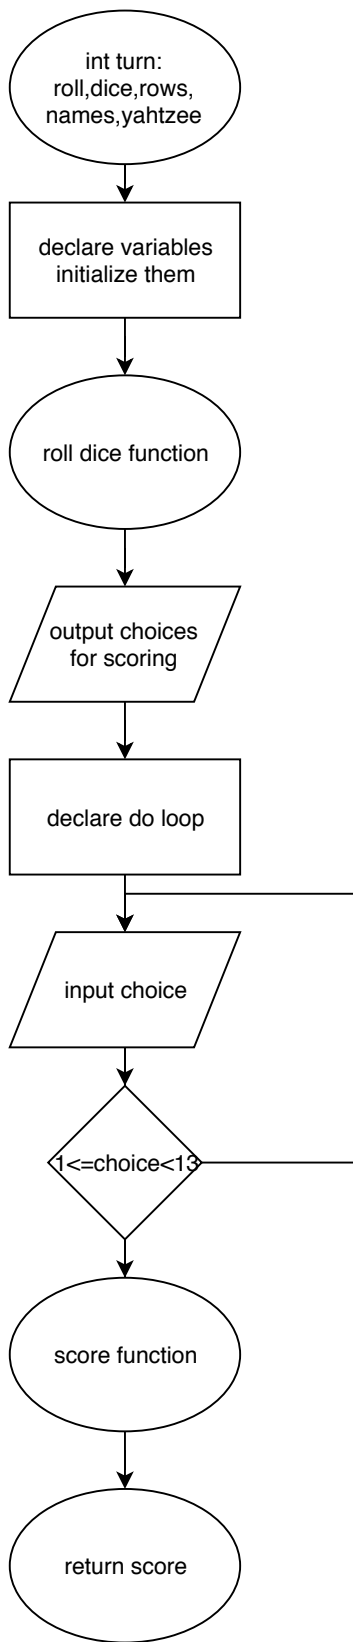 int turn:
roll,dice,rows,
names,yahtzee
declare variables
initialize them
roll dice function
output choices
for scoring
declare do loop
input choice
1<=choice<13
score function
return score